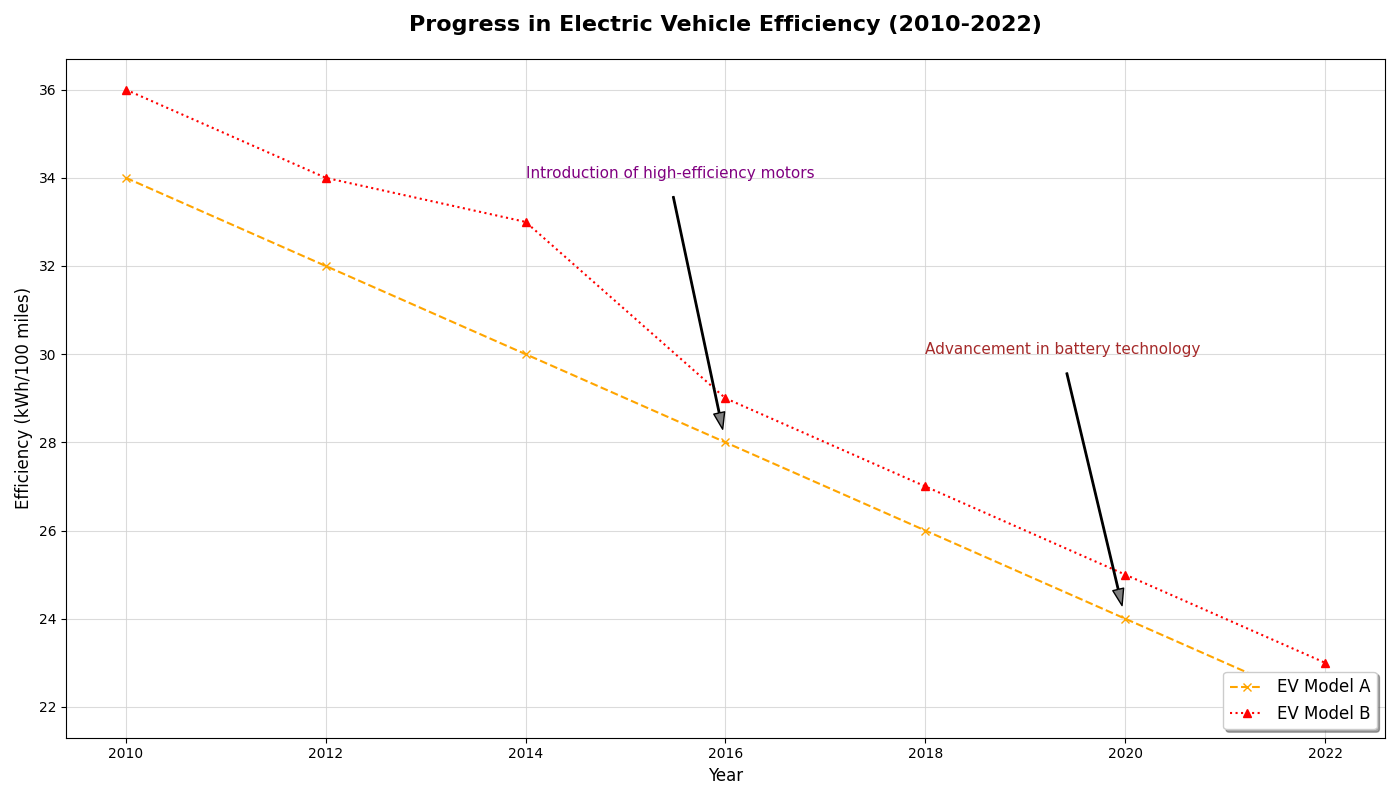 Progress in Electric Vehicle Efficiency (2010-2022)
Efficiency (kWh/100 miles)
36
34
32
30
28
26
24
22
Introduction of high-efficiency motors
Advancement in battery technology
EV Model A
EV Model B
2010 2012 2014 2016 2018 2020 2022
Year